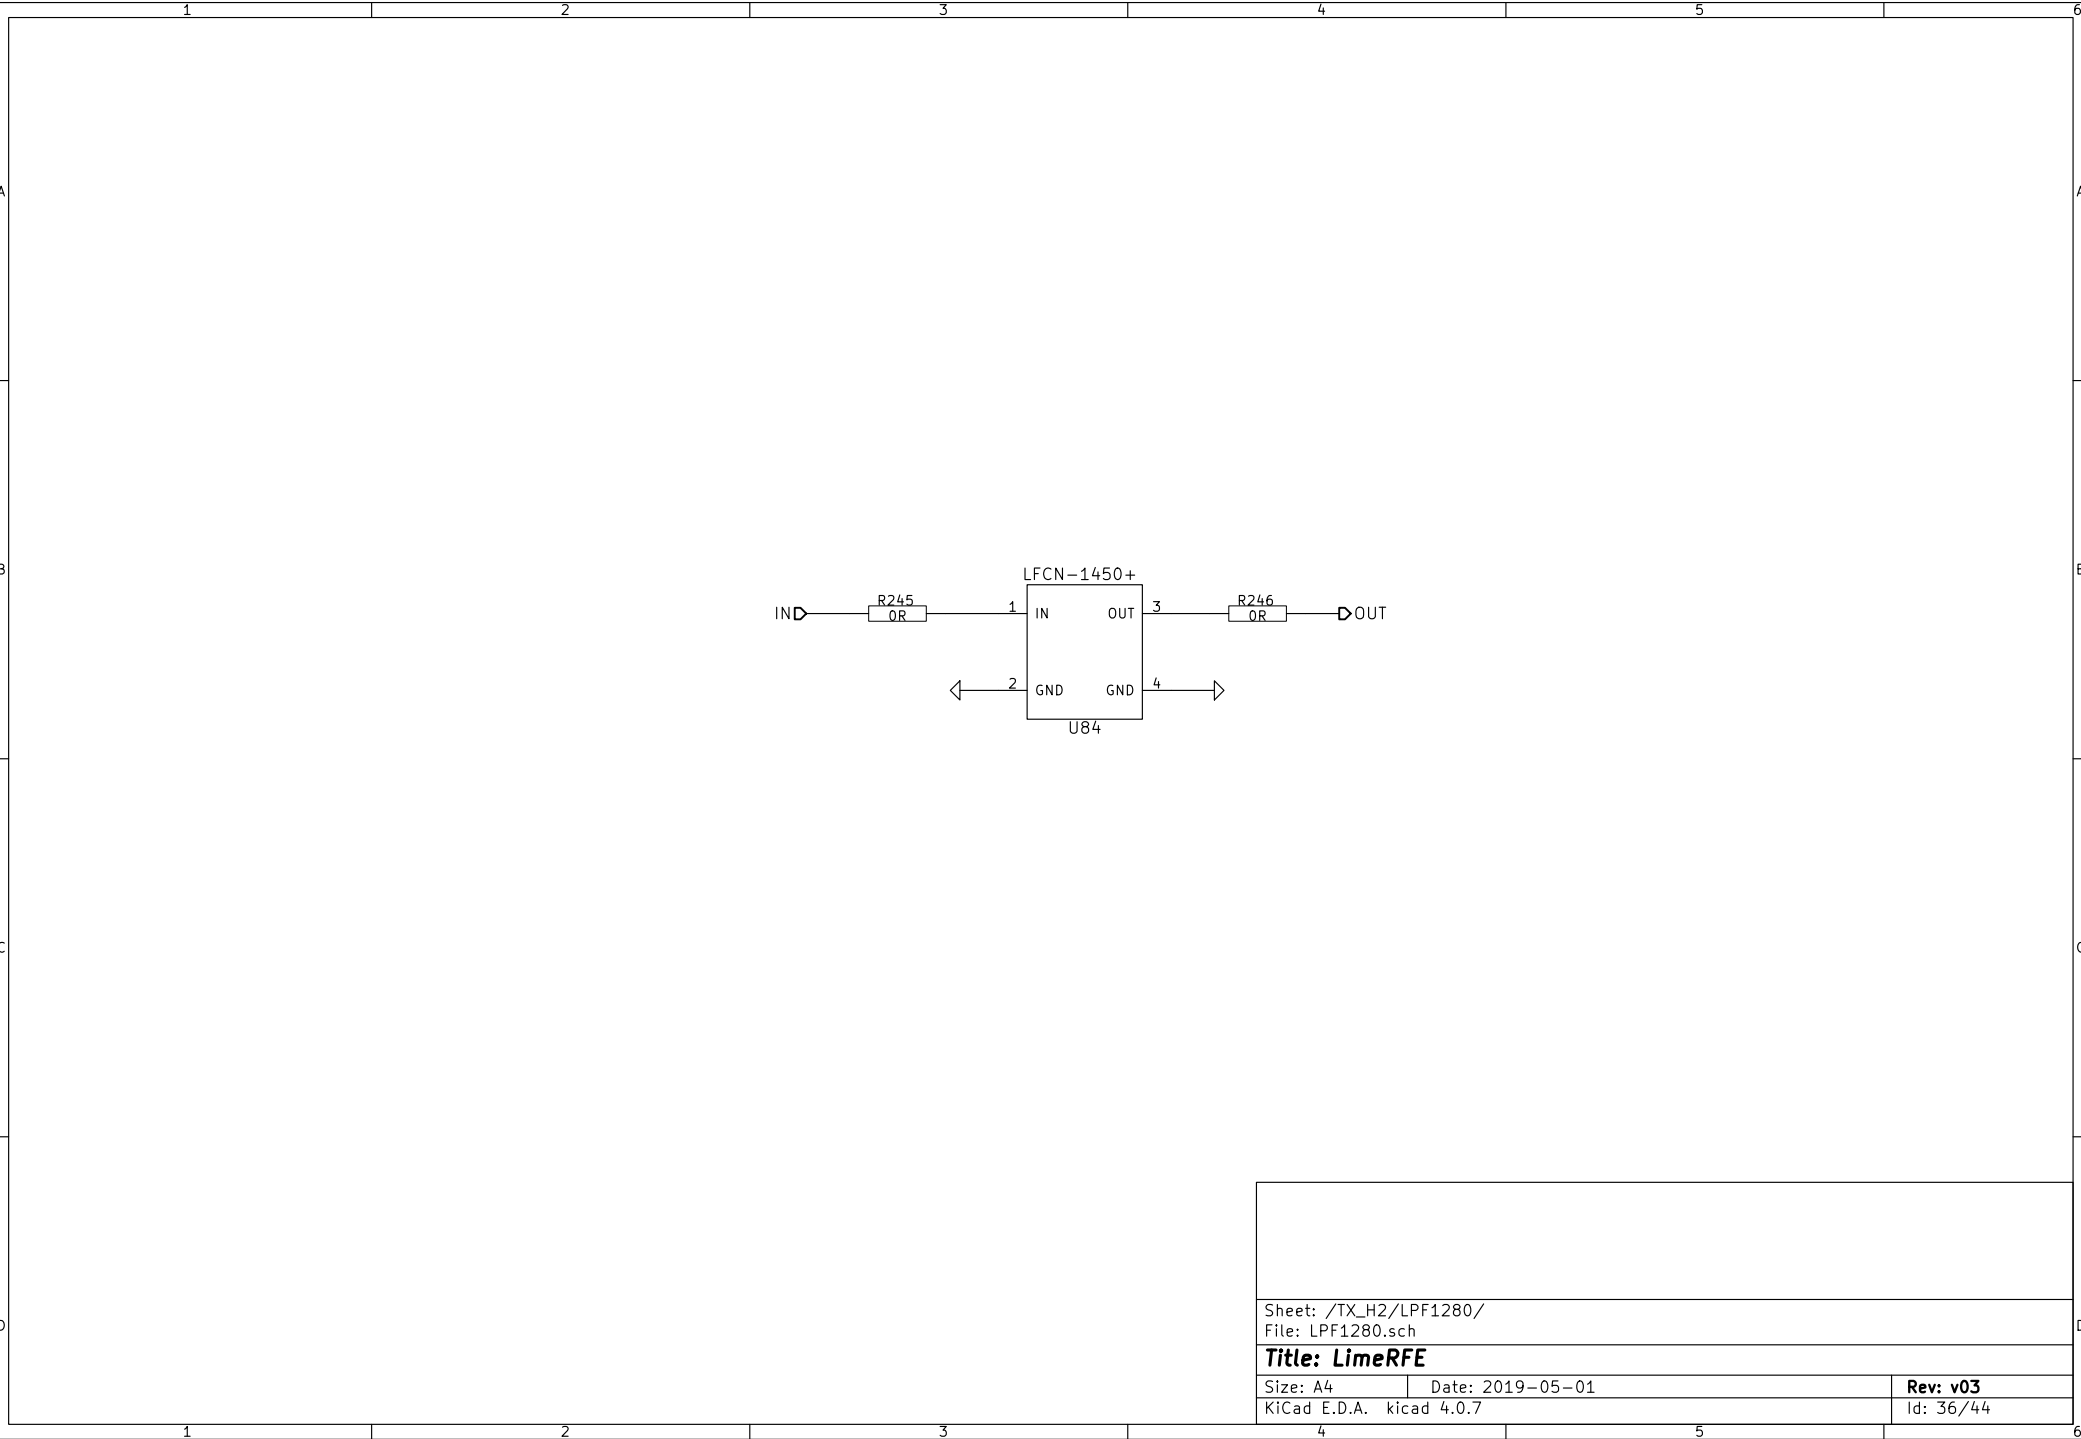 1 2 3 4 5 6
A A
B B
LFCN-1450+
R245 R246
IN 0R 1 IN OUT 3 0R OUT
2 GND GND 4
U84
C C
Sheet: /TX_H2/LPF1280/
D D
File: LPF1280.sch
Title: LimeRFE
Size: A4 Date: 2019-05-01 Rev: v03
KiCad E.D.A. kicad 4.0.7 Id: 36/44
1 2 3 4 5 6